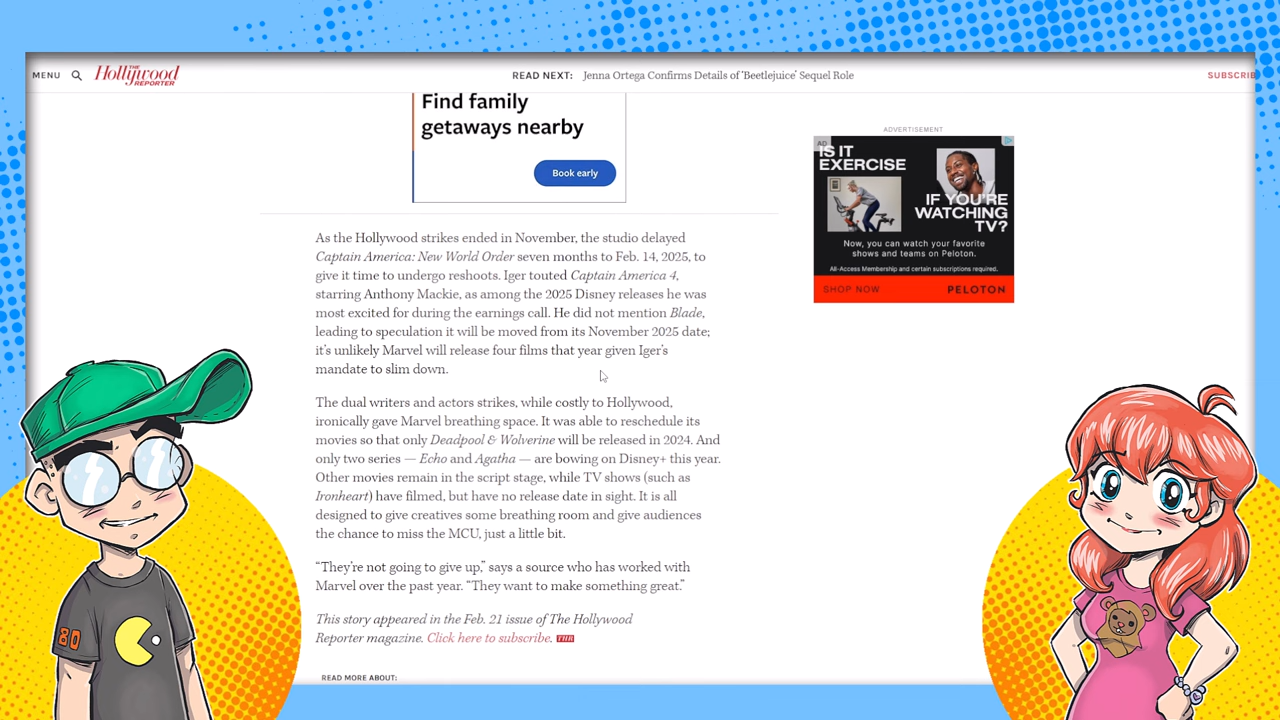 MENU
THE
Hollywood
REPORTER
READ NEXT: Jenna Ortega Confirms Details of 'Beetlejuice' Sequel Role
SUBSCRIB
Find family
getaways nearby
Book early
ADVERTISEMENT
AD
IS IT
EXERCISE
IF YOU'RE
WATCHING
TV?
Now, you can watch your favorite
shows and teams on Peloton.
All-Access Membership and certain subscriptions required.
SHOP NOW
PELOTON
As the Hollywood strikes ended in November, the studio delayed
Captain America: New World Order seven months to Feb. 14, 2025, to
give it time to undergo reshoots. Iger touted Captain America 4,
starring Anthony Mackie, as among the 2025 Disney releases he was
most excited for during the earnings call. He did not mention Blade,
leading to speculation it will be moved from its November 2025 date;
it's unlikely Marvel will release four films that year given Iger's
mandate to slim down.
The dual writers and actors strikes, while costly to Hollywood,
ironically gave Marvel breathing space. It was able to reschedule its
movies so that only Deadpool & Wolverine will be released in 2024. And
only two series — Echo and Agatha — are bowing on Disney+ this year.
Other movies remain in the script stage, while TV shows (such as
Ironheart) have filmed, but have no release date in sight. It is all
designed to give creatives some breathing room and give audiences
the chance to miss the MCU, just a little bit.
“They're not going to give up,” says a source who has worked with
Marvel over the past year. “They want to make something great.”
This story appeared in the Feb. 21 issue of The Hollywood
Reporter magazine. Click here to subscribe. THR
READ MORE ABOUT:
80